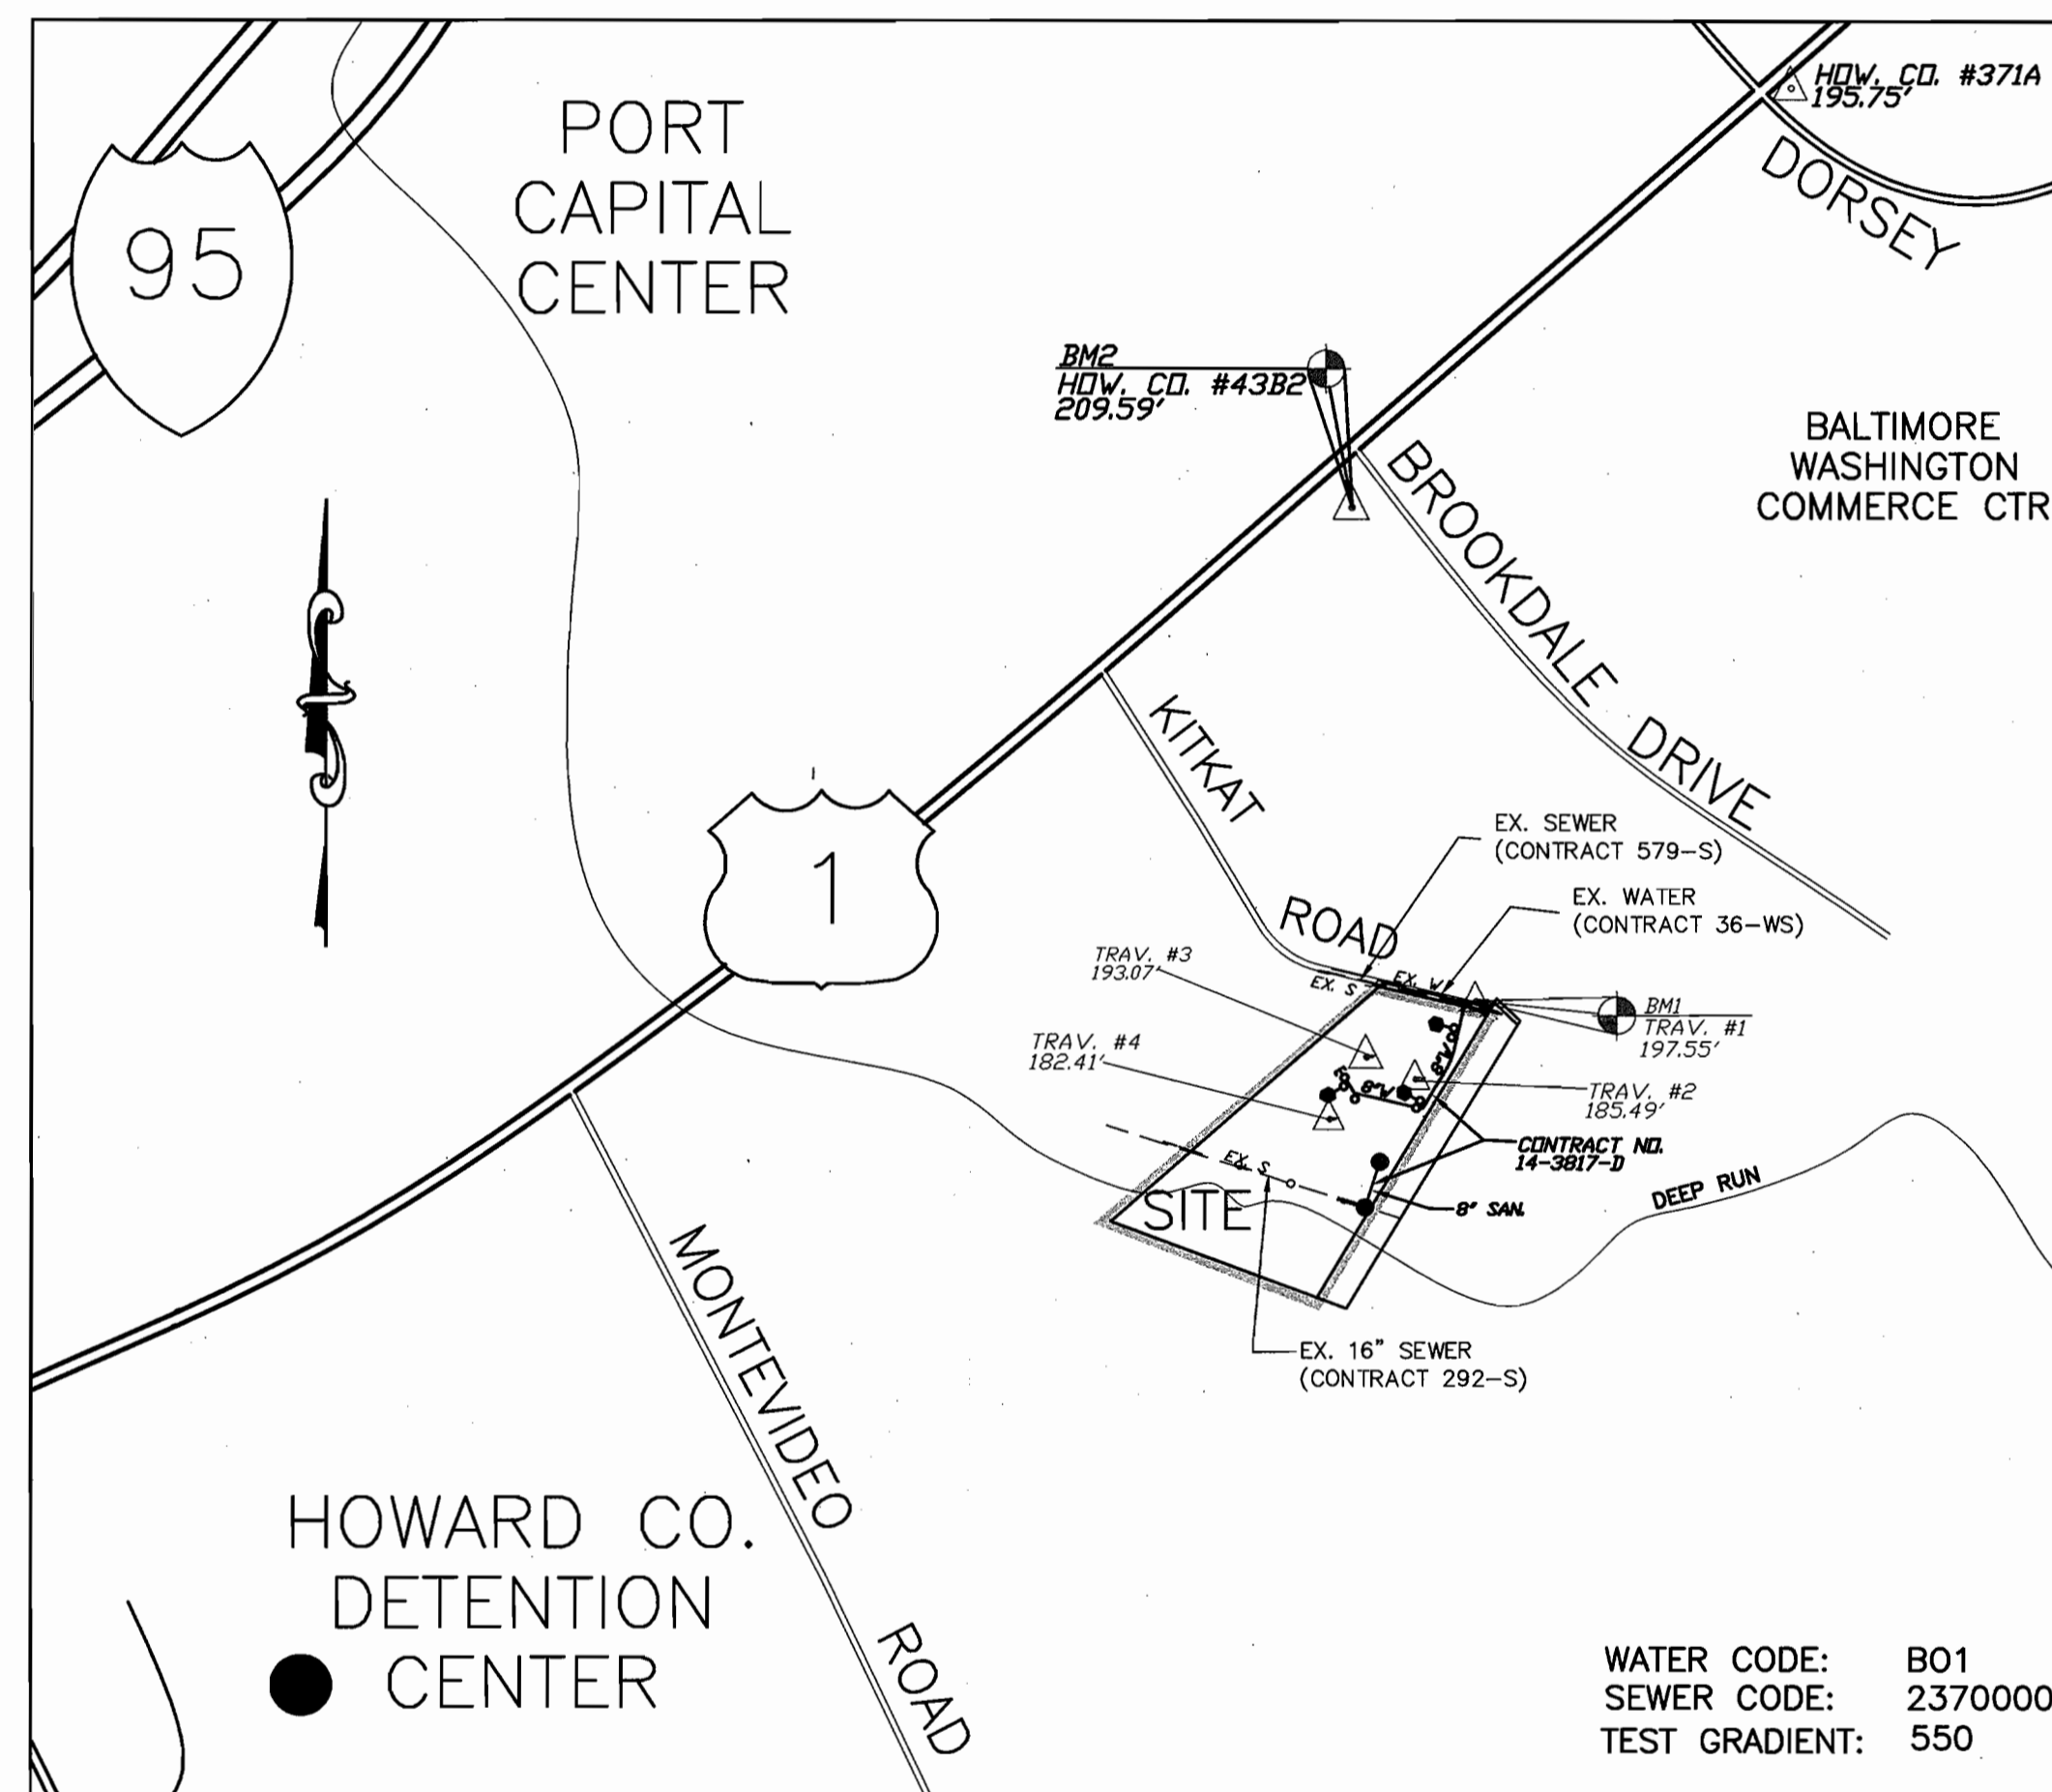 HOW. CO. #371A
195.75'
PORT
CAPITAL
CENTER
95
DORSEY
BM2
HOW. CO. #43B2
209.59'
BALTIMORE
WASHINGTON
COMMERCE CTR
BROOKDALE DRIVE
KITKAT ROAD
1
EX. SEWER
(CONTRACT 579-S)
EX. WATER
(CONTRACT 36-WS)
TRAV. #3
193.07'
EX. S
EX. W
BM1
TRAV. #1
197.55'
TRAV. #4
182.41'
8"W
8"W
TRAV. #2
185.49'
CONTRACT NO.
14-3817-D
EX. S
SITE
8" SAN.
DEEP RUN
EX. 16" SEWER
(CONTRACT 292-S)
MONTEVIDEO ROAD
HOWARD CO.
DETENTION
CENTER
WATER CODE: BO1
SEWER CODE: 2370000
TEST GRADIENT: 550